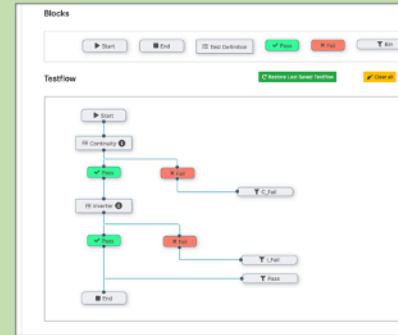 Blocks
Start
End
Test Definition
Pass
Fail
Bin
Testflow
Restore Last Saved Testflow
Clear all
Start
Continuity
Pass
Fail
C_Fail
Inverter
Pass
Fail
I_Fail
Pass
End